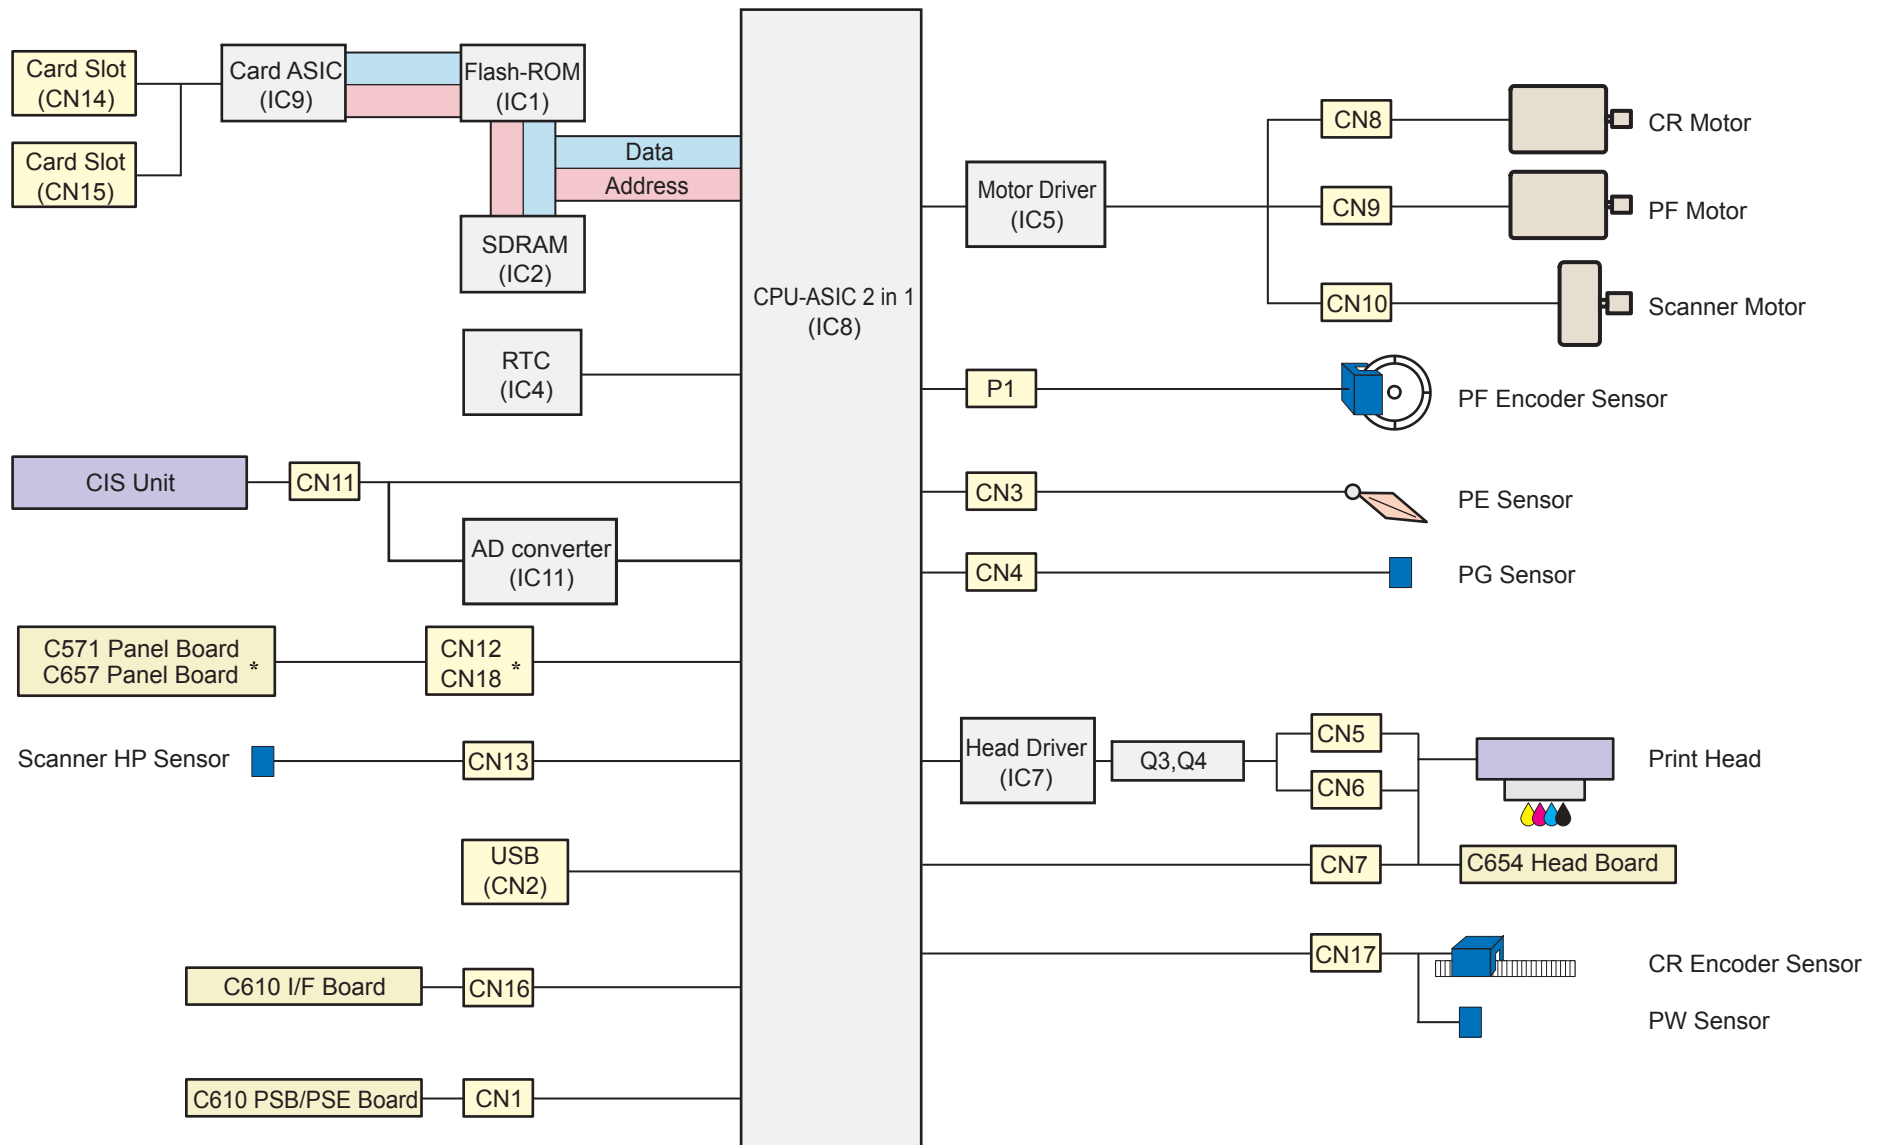 Card Slot
(CN14)
Card Slot
(CN15)
Card ASIC
(IC9)
Flash-ROM
(IC1)
Data
Address
SDRAM
(IC2)
RTC
(IC4)
CIS Unit
CN11
AD converter
(IC11)
C571 Panel Board
C657 Panel Board *
CN12
CN18 *
Scanner HP Sensor
CN13
USB
(CN2)
C610 I/F Board
CN16
C610 PSB/PSE Board
CN1
CPU-ASIC 2 in 1
(IC8)
Motor Driver
(IC5)
CN8
CR Motor
CN9
PF Motor
CN10
Scanner Motor
P1
PF Encoder Sensor
CN3
PE Sensor
CN4
PG Sensor
Head Driver
(IC7)
Q3,Q4
CN5
CN6
Print Head
CN7
C654 Head Board
CN17
CR Encoder Sensor
PW Sensor